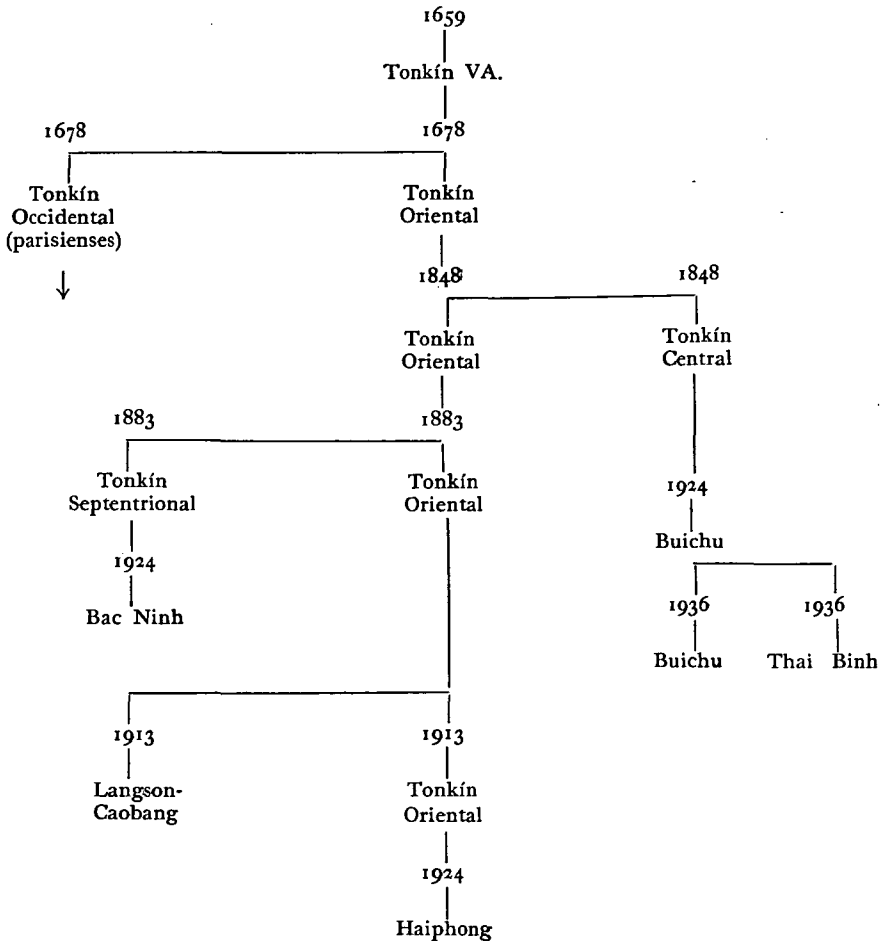 1659
Tonkín VA.
1678 1678
Tonkín
Occidental
(parisienses)
Tonkín
Oriental
1848 1848
Tonkín
Oriental
Tonkín
Central
1883 1883
Tonkín
Septentrional
Tonkín
Oriental
1924
Buichu
1924
Bac Ninh
1936 1936
Buichu Thai Binh
1913 1913
Langson-
Caobang
Tonkín
Oriental
1924
Haiphong